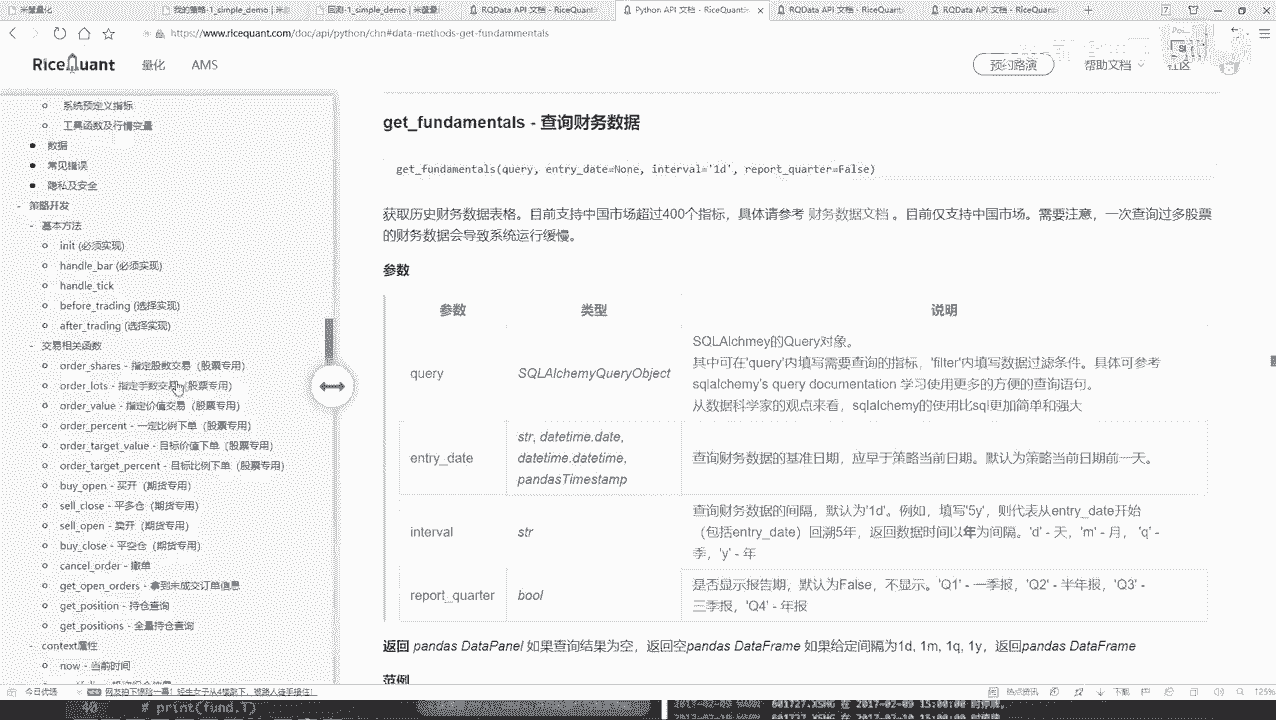 米筐量化
我的策略-1_simple_demo | 米
回测-1_simple_demo | 米筐量
RQData API 文档 - RiceQuant
Python API 文档 - RiceQuant
RQData API 文档 - RiceQuant
RQData API 文档 - RiceQuant
https://www.ricequant.com/doc/api/python/chn#data-methods-get-fundammentals
RiceQuant
量化
AMS
预约路演
帮助文档
社区
系统预定义指标
工具函数及行情变量
数据
常见错误
隐私及安全
策略开发
基本方法
init (必须实现)
handle_bar (必须实现)
handle_tick
before_trading (选择实现)
after_trading (选择实现)
交易相关函数
order_shares - 指定股数交易（股票专用）
order_lots - 指定手数交易（股票专用）
order_value - 指定价值交易（股票专用）
order_percent - 一定比例下单（股票专用）
order_target_value - 目标价值下单（股票专用）
order_target_percent - 目标比例下单（股票专用）
buy_open - 买开（期货专用）
sell_close - 平多仓（期货专用）
sell_open - 卖开（期货专用）
buy_close - 平空仓（期货专用）
cancel_order - 撤单
get_open_orders - 拿到未成交订单信息
get_position - 持仓查询
get_positions - 全量持仓查询
context属性
now - 当前时间
get_fundamentals - 查询财务数据
get_fundamentals(query, entry_date=None, interval='1d', report_quarter=False)
获取历史财务数据表格。目前支持中国市场超过400个指标，具体请参考 财务数据文档 。目前仅支持中国市场。需要注意，一次查询过多股票
的财务数据会导致系统运行缓慢。
参数
参数 类型 说明
query
SQLAlchemyQueryObject
SQLAlchmey的Query对象。
其中可在'query'内填写需要查询的指标，'filter'内填写数据过滤条件。具体可参考
sqlalchemy's query documentation 学习使用更多的方便的查询语句。
从数据科学家的观点来看，sqlalchemy的使用比sql更加简单和强大
entry_date
str, datetime.date,
datetime.datetime,
pandasTimestamp
查询财务数据的基准日期，应早于策略当前日期。默认为策略当前日期前一天。
interval
str
查询财务数据的间隔，默认为'1d'。例如，填写'5y'，则代表从entry_date开始
（包括entry_date）回溯5年，返回数据时间以年为间隔。'd' - 天，'m' - 月， 'q' -
季，'y' - 年
report_quarter
bool
是否显示报告期，默认为False，不显示。'Q1' - 一季报，'Q2' - 半年报，'Q3' -
三季报，'Q4' - 年报
返回 pandas DataPanel 如果查询结果为空，返回空pandas DataFrame 如果给定间隔为1d, 1m, 1q, 1y，返回pandas DataFrame
范例
今日优选
热点资讯
下载
125%
40 # print(fund.T)